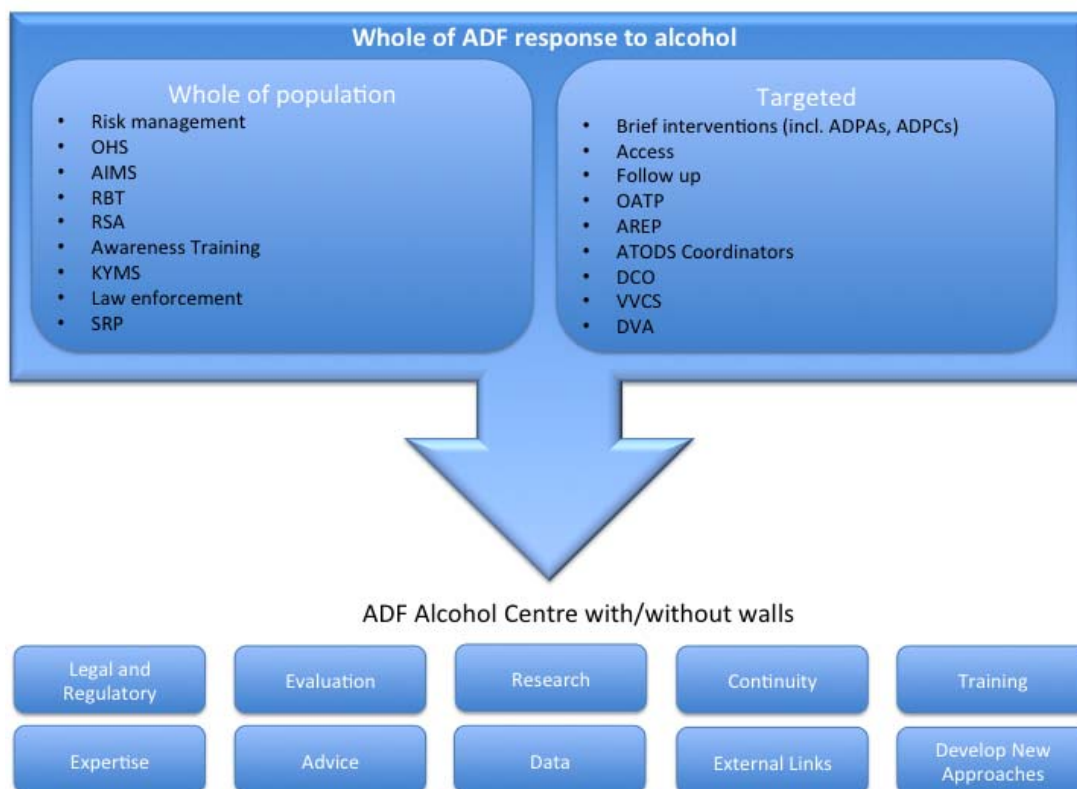 Whole of ADF response to alcohol
Whole of population
• Risk management
• OHS
• AIMS
• RBT
• RSA
• Awareness Training
• KYMS
• Law enforcement
• SRP
Targeted
• Brief interventions (incl. ADPAs, ADPCs)
• Access
• Follow up
• OATP
• AREP
• ATODS Coordinators
• DCO
• VVCS
• DVA
ADF Alcohol Centre with/without walls
Legal and
Regulatory
Evaluation
Research
Continuity
Training
Expertise
Advice
Data
External Links
Develop New
Approaches